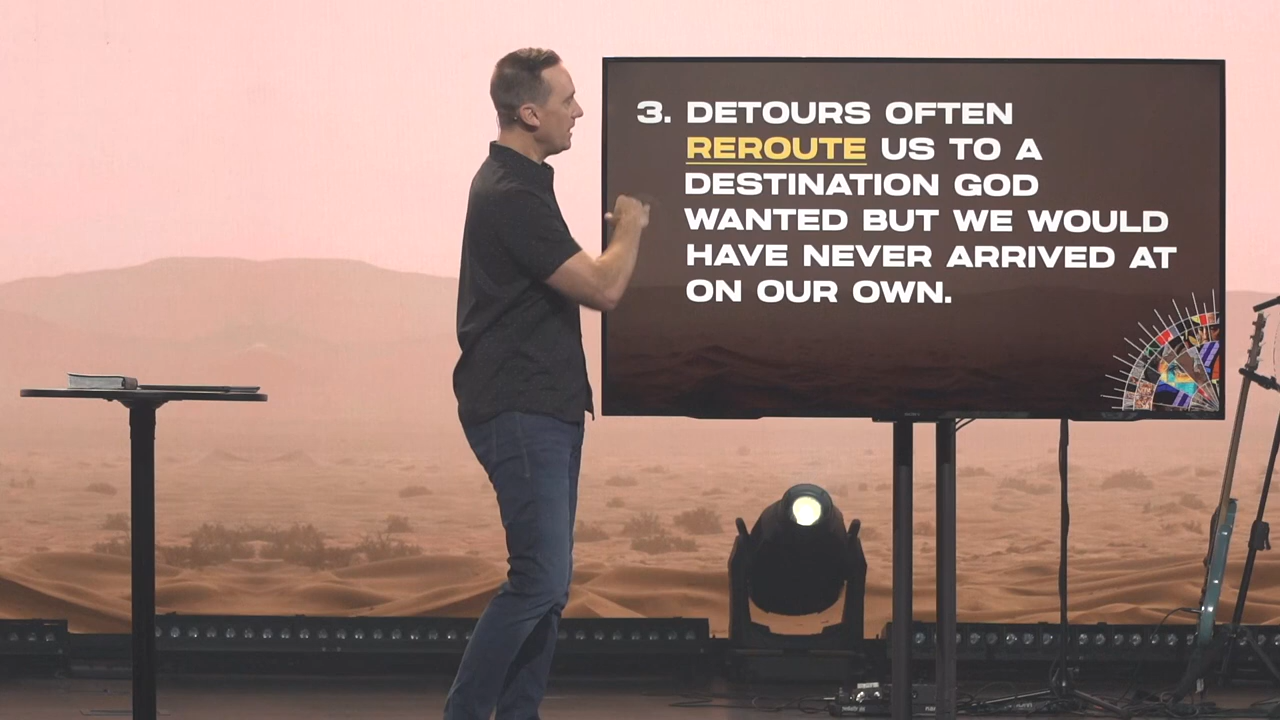 3. DETOURS OFTEN
REROUTE US TO A
DESTINATION GOD
WANTED BUT WE WOULD
HAVE NEVER ARRIVED AT
ON OUR OWN.